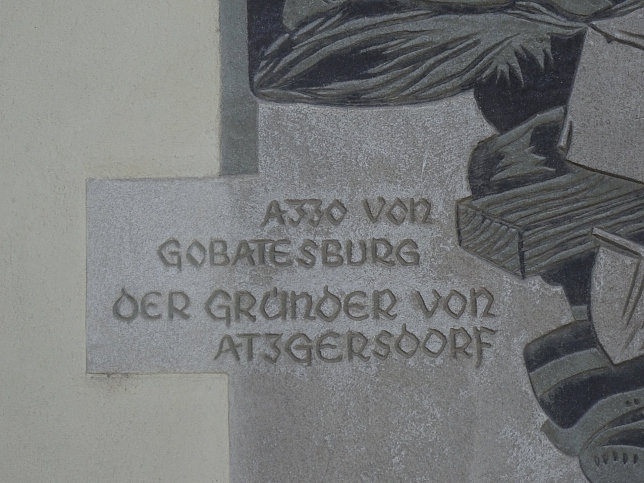 AZZO VON
GOBATESBURG
DER GRÜNDER VON
ATZGERSDORF